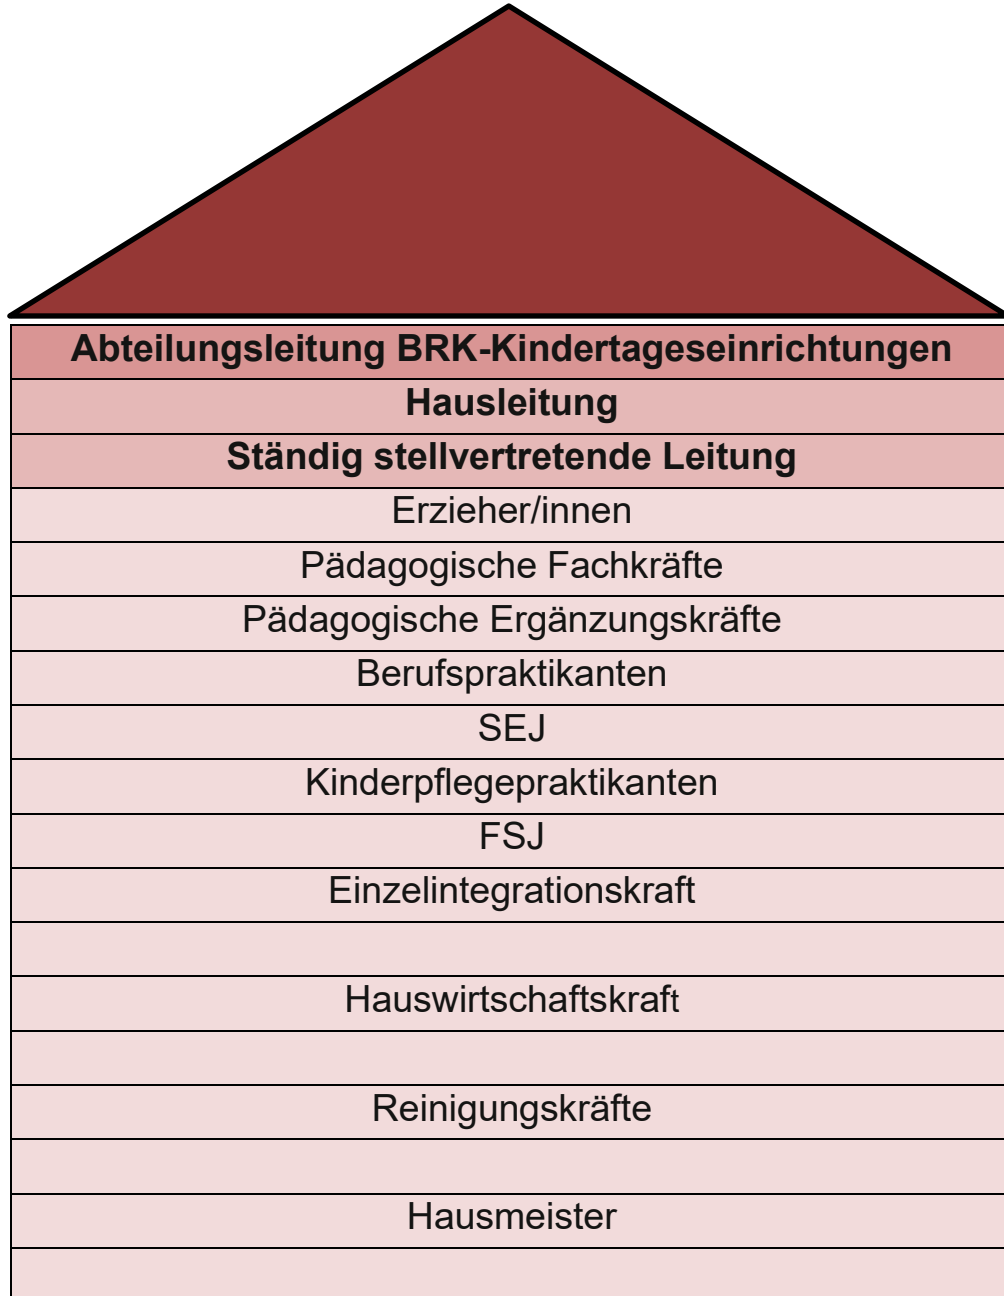 Abteilungsleitung BRK-Kindertageseinrichtungen
Hausleitung
Ständig stellvertretende Leitung
Erzieher/innen
Pädagogische Fachkräfte
Pädagogische Ergänzungskräfte
Berufspraktikanten
SEJ
Kinderpflegepraktikanten
FSJ
Einzelintegrationskraft
Hauswirtschaftskraft
Reinigungskräfte
Hausmeister